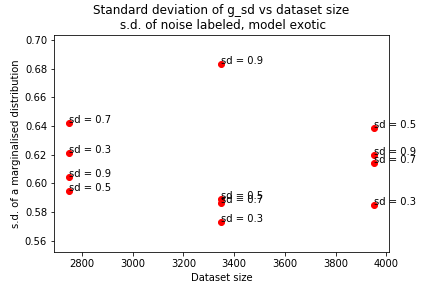 Standard deviation of g_sd vs dataset size
s.d. of noise labeled, model exotic
0.70
0.68
0.66
0.64
0.62
0.60
0.58
0.56
s.d. of a marginalised distribution
sd = 0.9
sd = 0.7
sd = 0.5
sd = 0.3
sd = 0.9
sd = 0.7
sd = 0.9
sd = 0.5
sd = 0.5
sd = 0.7
sd = 0.3
sd = 0.3
2800
3000
3200
3400
3600
3800
4000
Dataset size